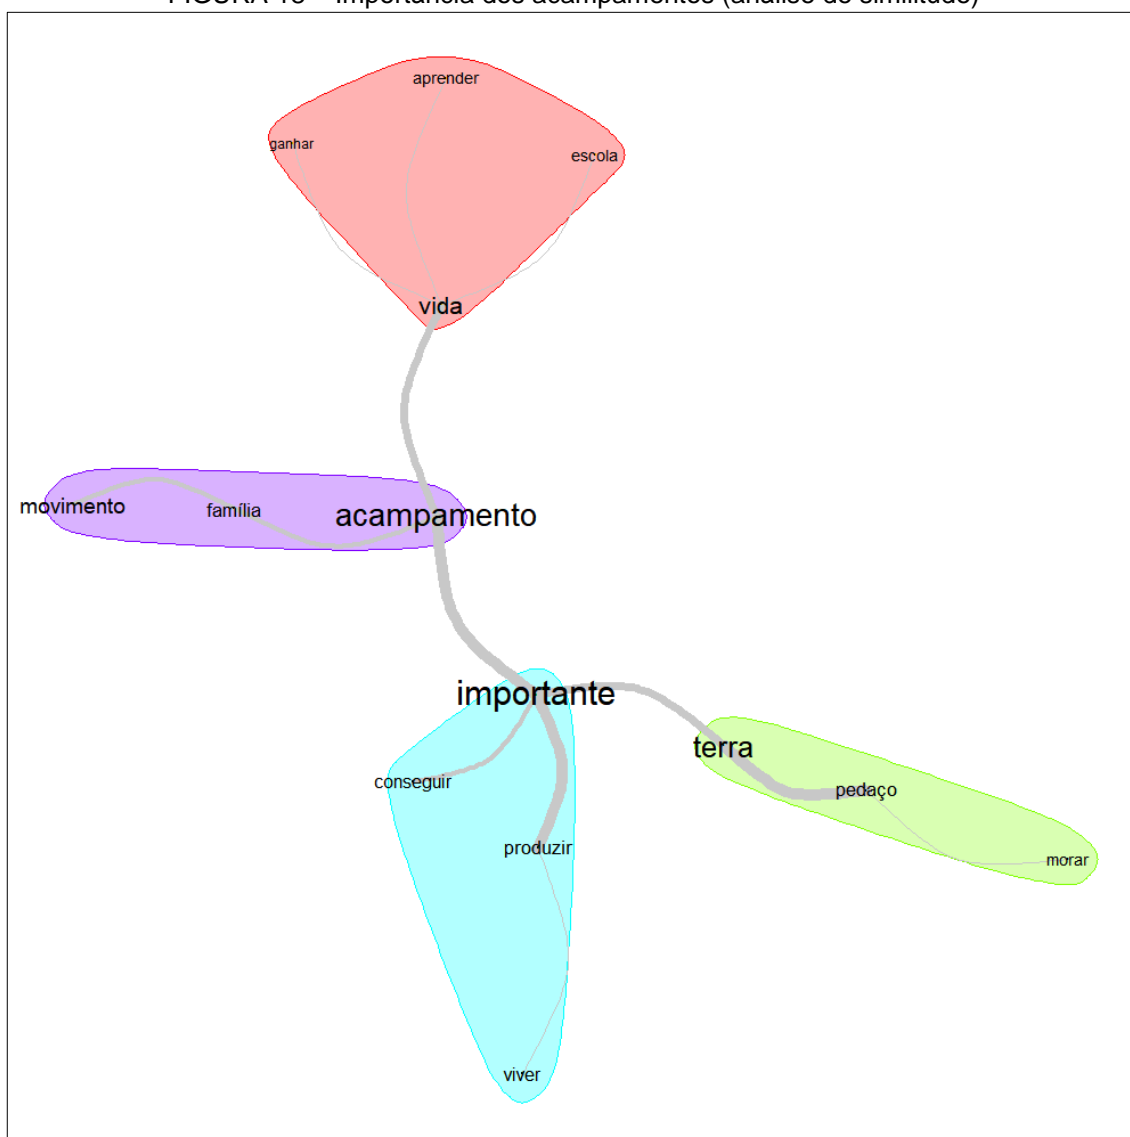 aprender
ganhar
escola
vida
movimento
família
acampamento
importante
terra
conseguir
pedaço
produzir
morar
viver